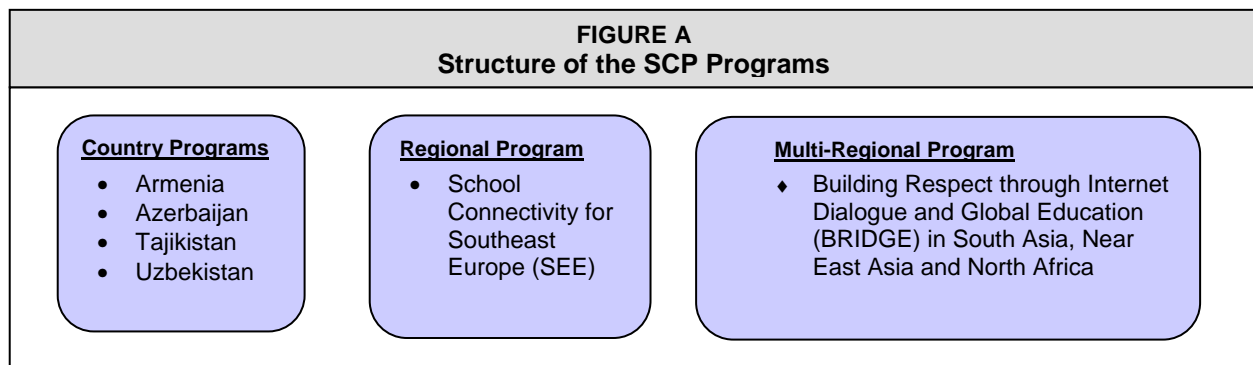 FIGURE A
Structure of the SCP Programs
Country Programs
• Armenia
• Azerbaijan
• Tajikistan
• Uzbekistan
Regional Program
• School
Connectivity for
Southeast
Europe (SEE)
Multi-Regional Program
♦ Building Respect through Internet
Dialogue and Global Education
(BRIDGE) in South Asia, Near
East Asia and North Africa